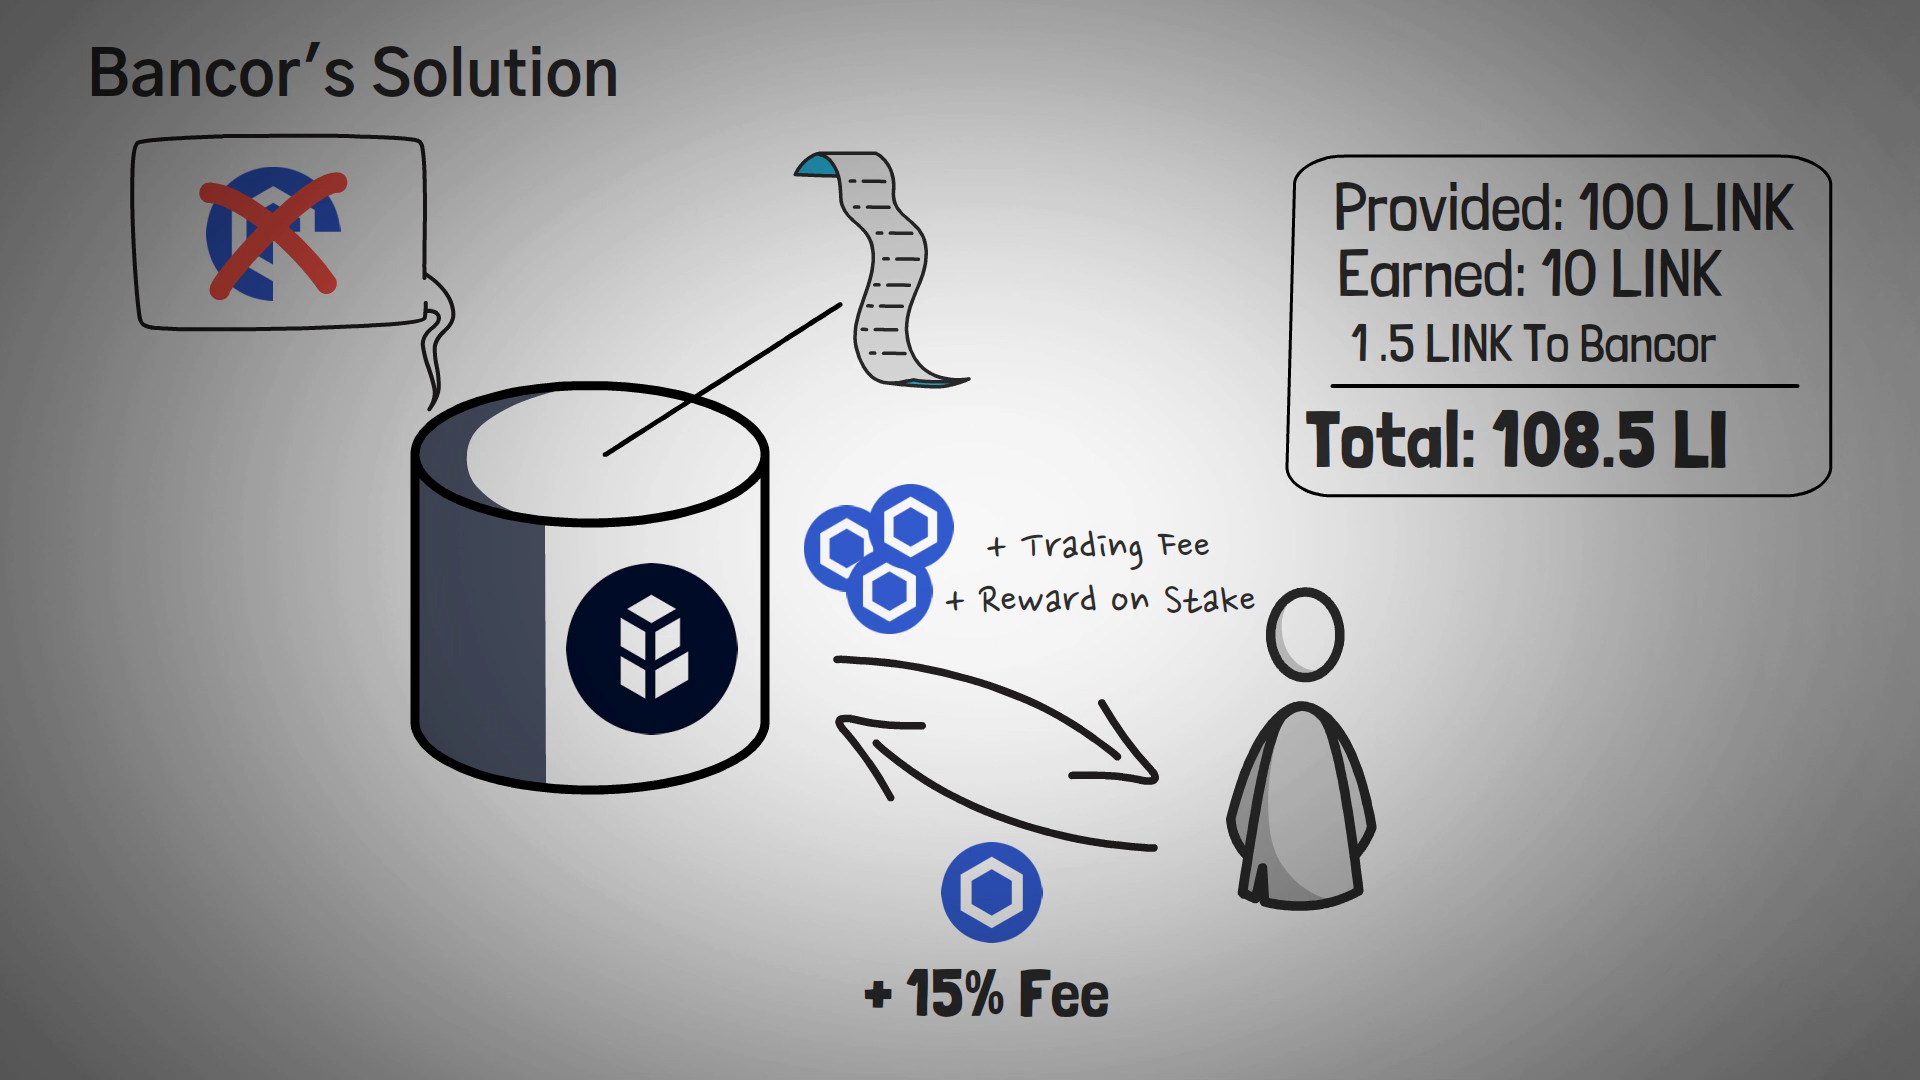 Bancor's Solution
Provided: 100 LINK
Earned: 10 LINK
1.5 LINK To Bancor
Total: 108.5 LI
+ Trading Fee
+ Reward on Stake
+ 15% Fee